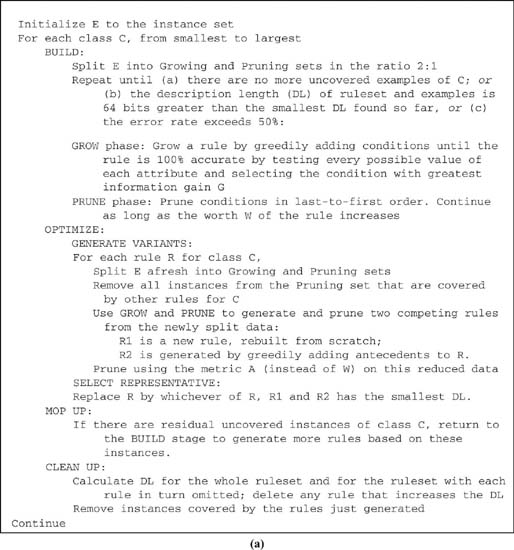 Initialize E to the instance set
For each class C, from smallest to largest
BUILD:
Split E into Growing and Pruning sets in the ratio 2:1
Repeat until (a) there are no more uncovered examples of C; or
(b) the description length (DL) of ruleset and examples is
64 bits greater than the smallest DL found so far, or (c)
the error rate exceeds 50%:
GROW phase: Grow a rule by greedily adding conditions until the
rule is 100% accurate by testing every possible value of
each attribute and selecting the condition with greatest
information gain G
PRUNE phase: Prune conditions in last-to-first order. Continue
as long as the worth W of the rule increases
OPTIMIZE:
GENERATE VARIANTS:
For each rule R for class C,
Split E afresh into Growing and Pruning sets
Remove all instances from the Pruning set that are covered
by other rules for C
Use GROW and PRUNE to generate and prune two competing rules
from the newly split data:
R1 is a new rule, rebuilt from scratch;
R2 is generated by greedily adding antecedents to R.
Prune using the metric A (instead of W) on this reduced data
SELECT REPRESENTATIVE:
Replace R by whichever of R, R1 and R2 has the smallest DL.
MOP UP:
If there are residual uncovered instances of class C, return to
the BUILD stage to generate more rules based on these
instances.
CLEAN UP:
Calculate DL for the whole ruleset and for the ruleset with each
rule in turn omitted; delete any rule that increases the DL
Remove instances covered by the rules just generated
Continue
(a)